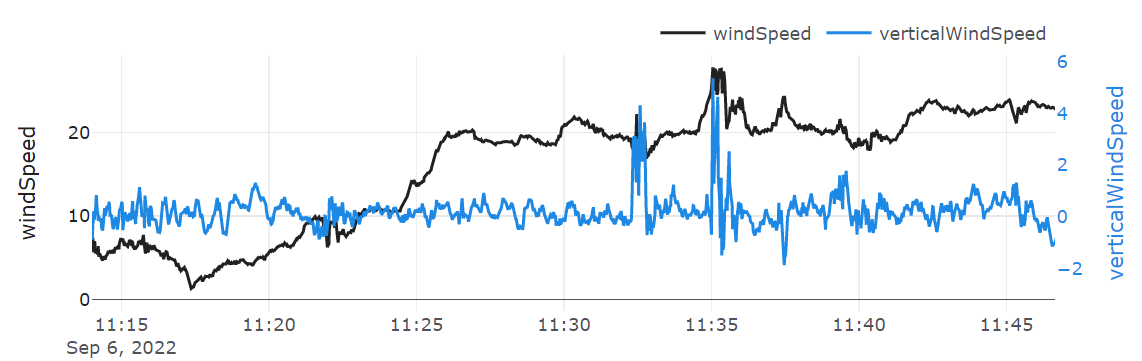 windSpeed verticalWindSpeed
windSpeed
20
10
0
6
4
2
0
−2
verticalWindSpeed
11:15 11:20 11:25 11:30 11:35 11:40 11:45
Sep 6, 2022